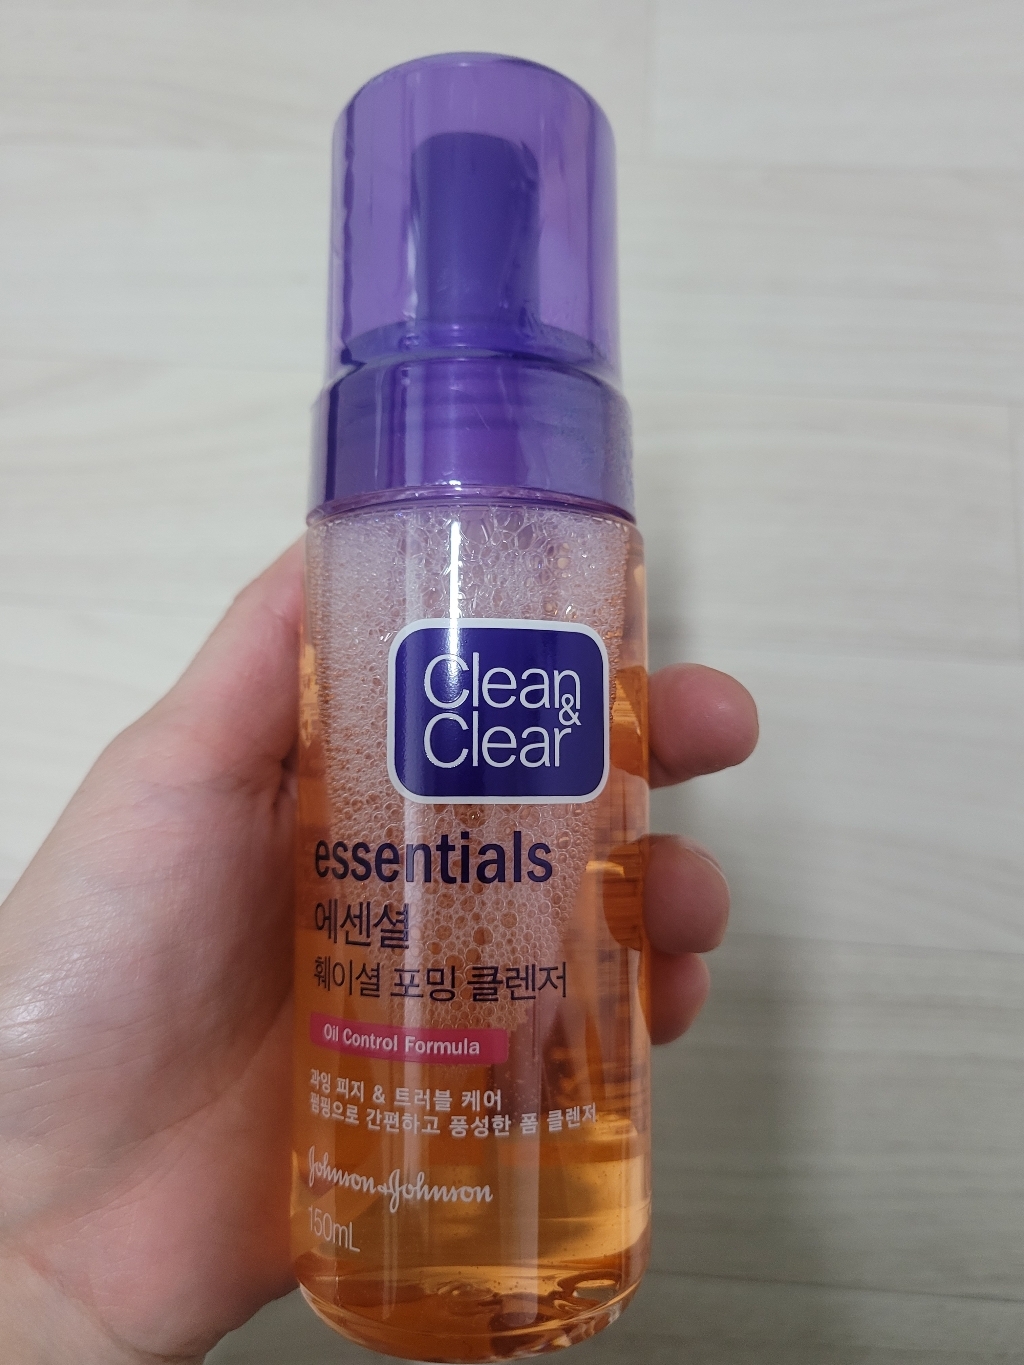 Clean
&
Clear
essentials
에센셜
훼이셜 포밍 클렌저
Oil Control Formula
과잉 피지 & 트러블 케어
펌핑으로 간편하고 풍성한 폼 클렌저
Johnson & Johnson
150mL